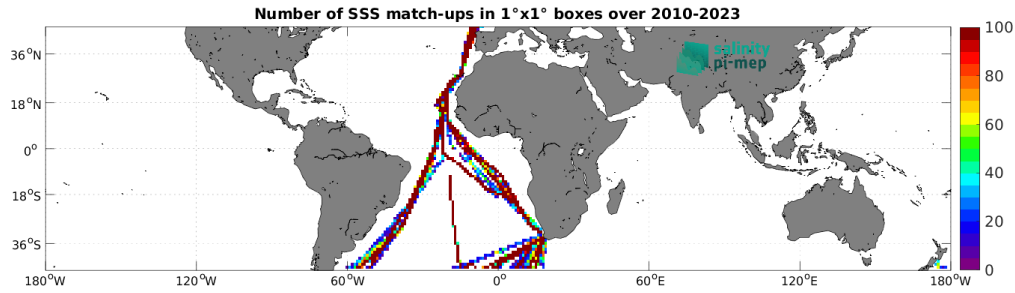 Number of SSS match-ups in 1°x1° boxes over 2010-2023
salinity
pi-mep
36°N
18°N
0°
18°S
36°S
180°W
120°W
60°W
0°
60°E
120°E
180°W
100
80
60
40
20
0